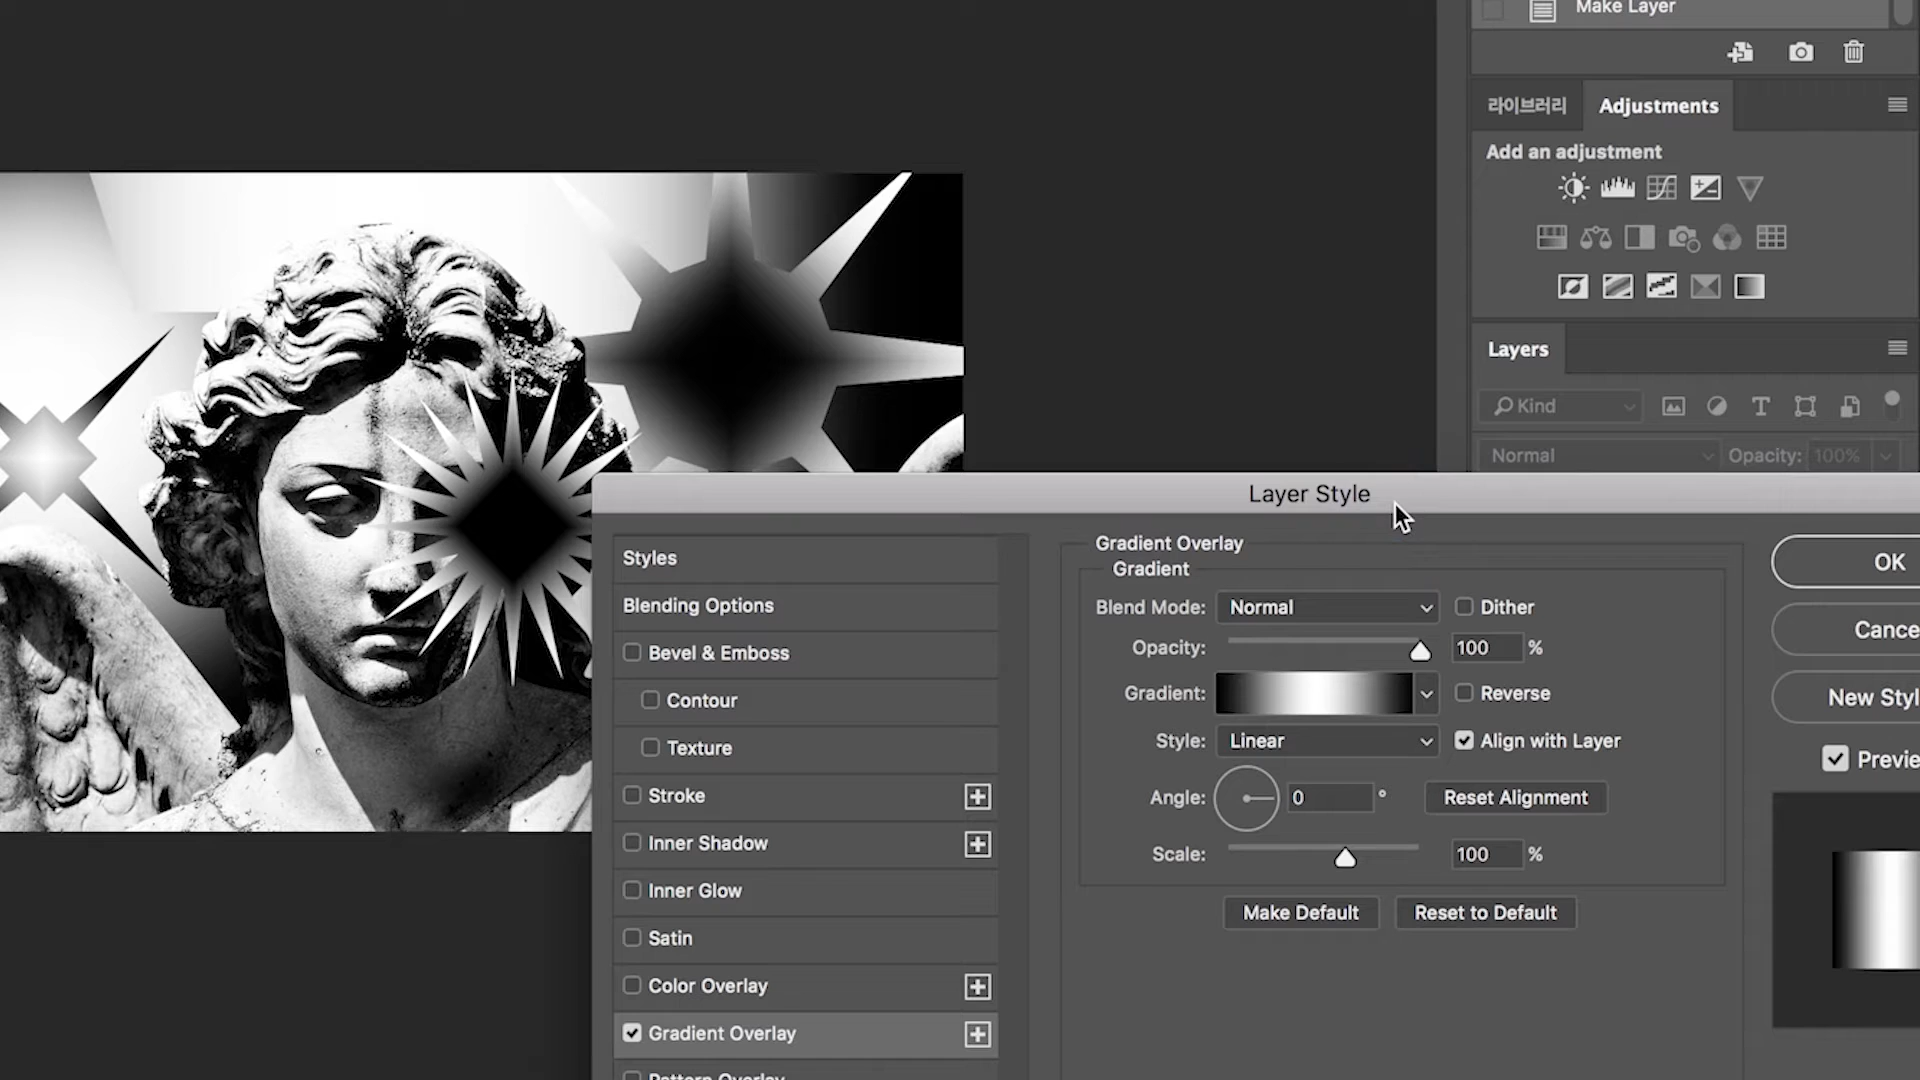 Make Layer
라이브러리 Adjustments
Add an adjustment
Layers
Kind
Normal Opacity: 100%
Layer Style
Styles
Blending Options
Bevel & Emboss
Contour
Texture
Stroke
Inner Shadow
Inner Glow
Satin
Color Overlay
Gradient Overlay
Pattern Overlay
Gradient Overlay
Gradient
Blend Mode: Normal Dither
Opacity: 100 %
Gradient: Reverse
Style: Linear Align with Layer
Angle: 0 ° Reset Alignment
Scale: 100 %
Make Default Reset to Default
OK
Cance
New Styl
Previe